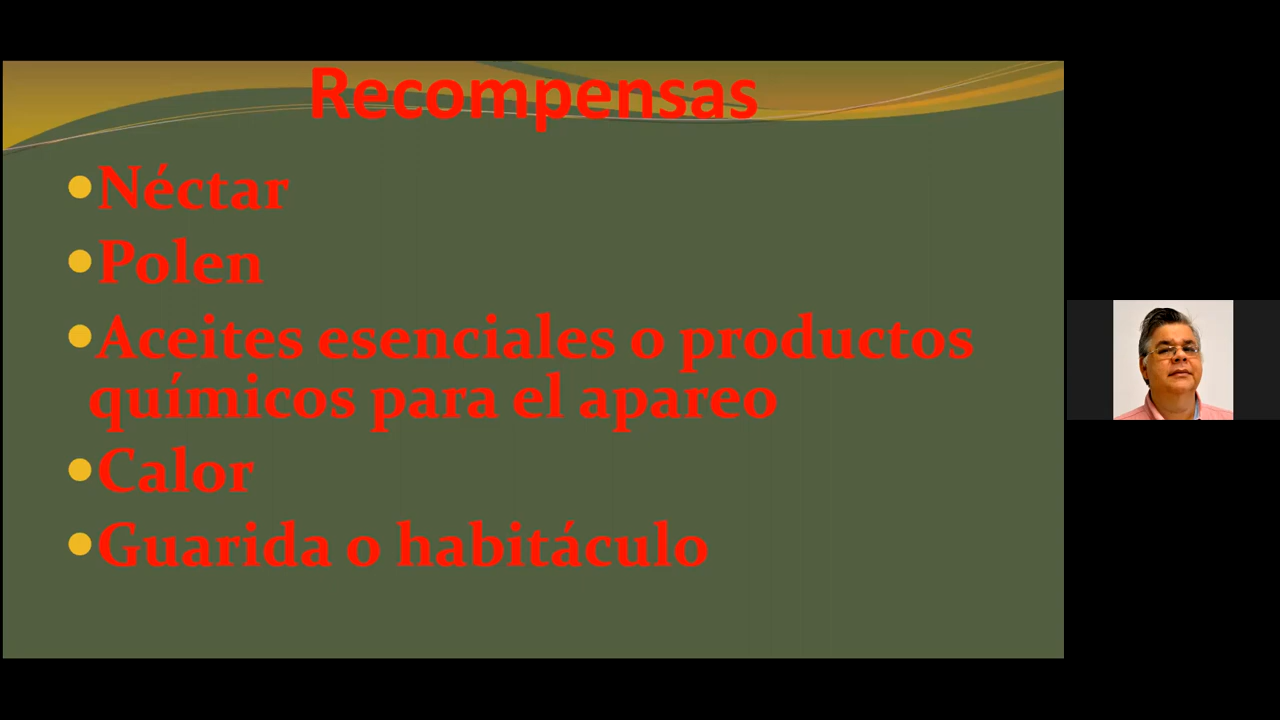 Recompensas
Néctar
Polen
Aceites esenciales o productos
químicos para el apareo
Calor
Guarida o habitáculo